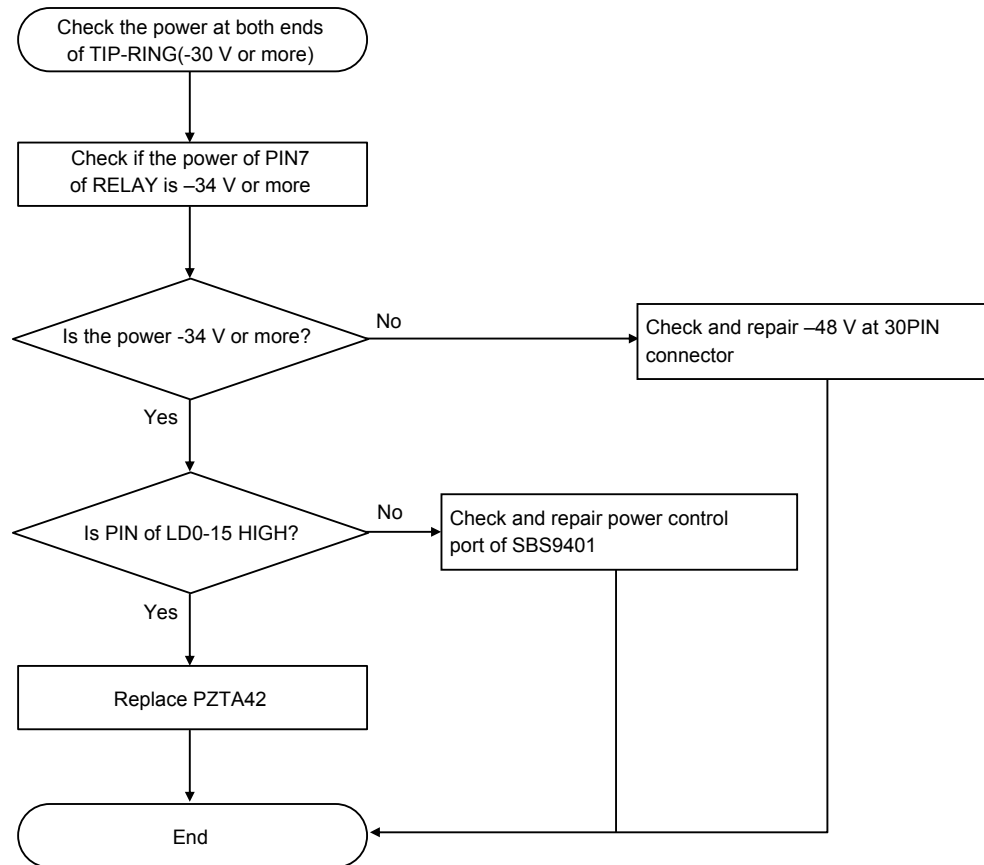 Check the power at both ends
of TIP-RING(-30 V or more)
Check if the power of PIN7
of RELAY is –34 V or more
Is the power -34 V or more?
No
Check and repair –48 V at 30PIN
connector
Yes
Is PIN of LD0-15 HIGH?
No
Check and repair power control
port of SBS9401
Yes
Replace PZTA42
End